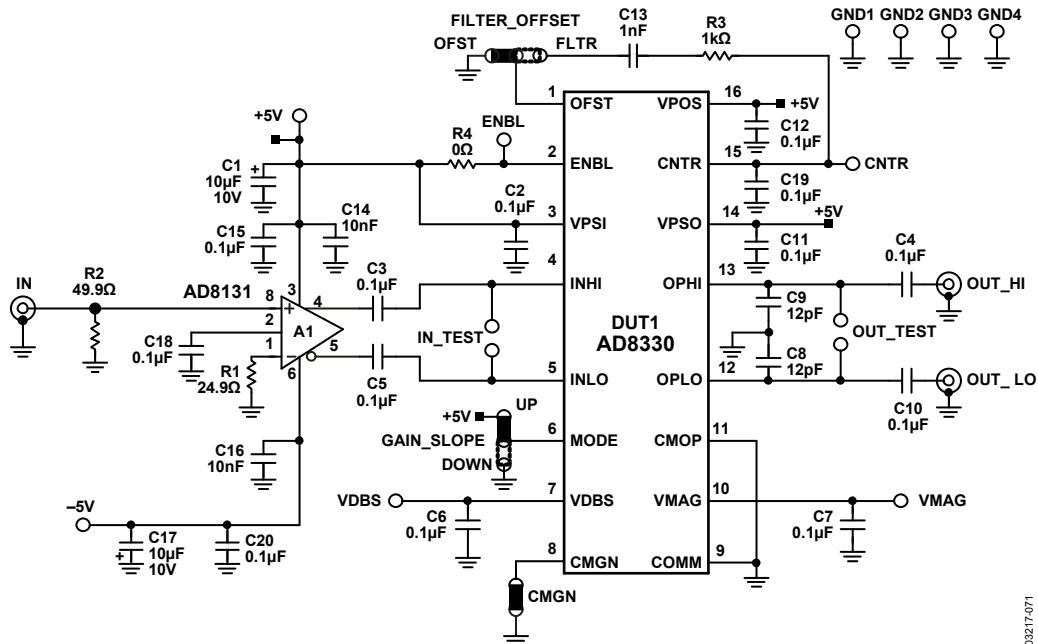 FILTER_OFFSET
OFST
FLTR
C13
1nF
R3
1kΩ
GND1 GND2 GND3 GND4
+5V
R4
0Ω
ENBL
C1
10µF
10V
+
C2
0.1µF
C15
0.1µF
C14
10nF
IN
R2
49.9Ω
AD8131
C3
0.1µF
3
8
+
4
2
A1
1
–
5
6
C18
0.1µF
R1
24.9Ω
C5
0.1µF
IN_TEST
C16
10nF
–5V
C17
10µF
10V
+
C20
0.1µF
+5V
UP
GAIN_SLOPE
DOWN
VDBS
C6
0.1µF
CMGN
1 OFST
2 ENBL
3 VPSI
4 INHI
5 INLO
6 MODE
7 VDBS
8 CMGN
DUT1
AD8330
VPOS 16
CNTR 15
VPSO 14
OPHI 13
OPLO 12
CMOP 11
VMAG 10
COMM 9
+5V
C12
0.1µF
CNTR
C19
0.1µF
+5V
C11
0.1µF
C4
0.1µF
OUT_HI
C9
12pF
C8
12pF
OUT_TEST
C10
0.1µF
OUT_ LO
C7
0.1µF
VMAG
03217-071